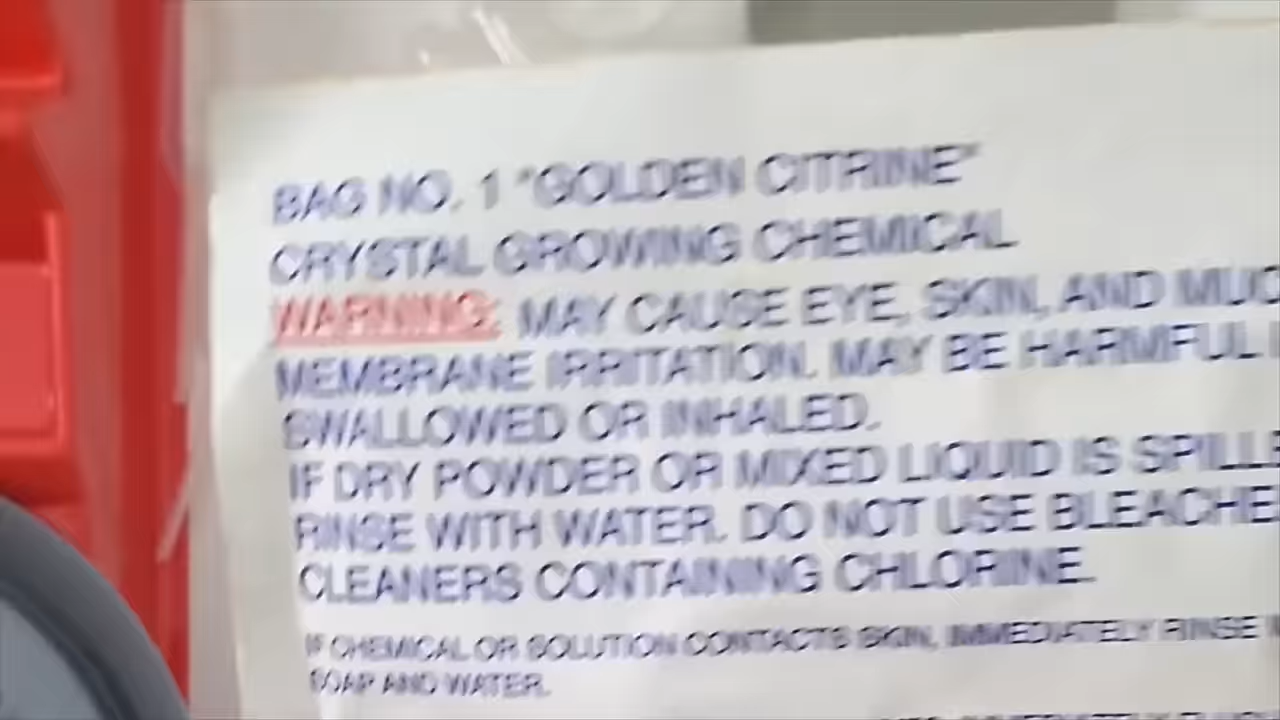 BAG NO. 1 "GOLDEN CITRINE"
CRYSTAL GROWING CHEMICAL
WARNING: MAY CAUSE EYE, SKIN, AND
MEMBRANE IRRITATION. MAY BE HARMFUL
SWALLOWED OR INHALED.
IF DRY POWDER OR MIXED LIQUID IS
RINSE WITH WATER. DO NOT USE
CLEANERS CONTAINING CHLORINE.
IF CHEMICAL OR SOLUTION CONTACTS SKIN, IMMEDIATELY RINSE
SOAP AND WATER.